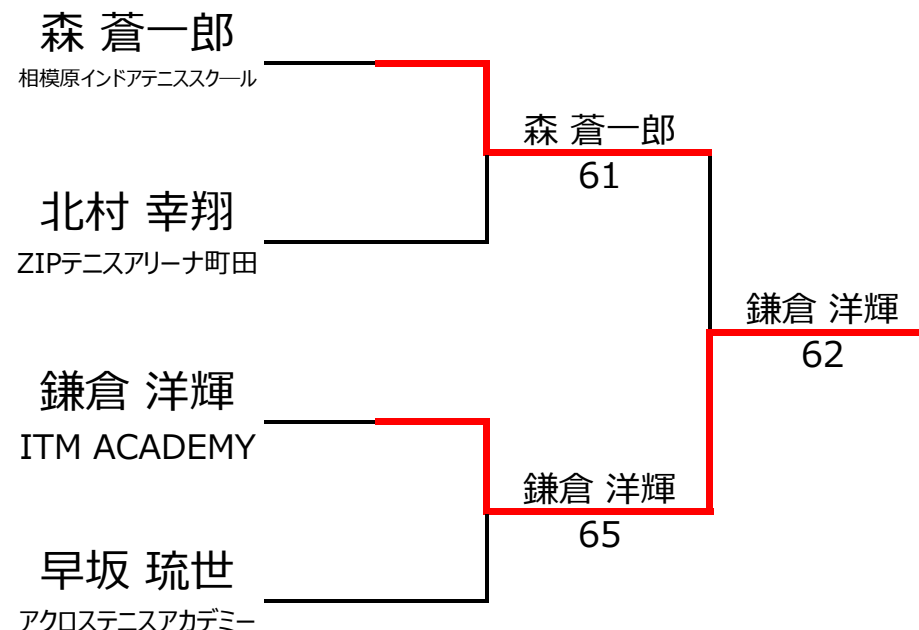 森 蒼一郎
相模原インドアテニススクール
森 蒼一郎
61
北村 幸翔
ZIPテニスアリーナ町田
鎌倉 洋輝
62
鎌倉 洋輝
ITM ACADEMY
鎌倉 洋輝
65
早坂 琉世
アクロステニスアカデミー